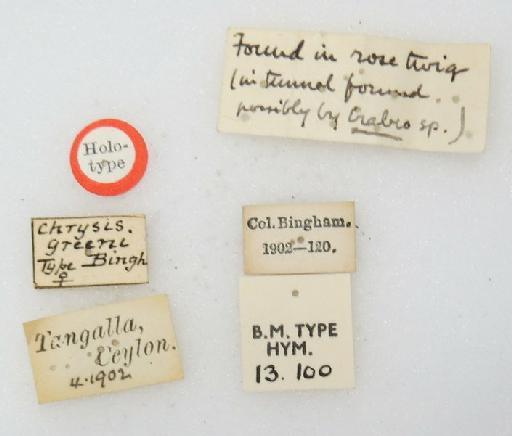 Found in rose twig
(in tunnel formed
possibly by Crabro sp.)
Holo-
type
Chrysis.
greeni
Type Bingh
♀
Col. Bingham.
1902—120.
Tangalla,
Ceylon.
4.1902
B.M. TYPE
HYM.
13. 100